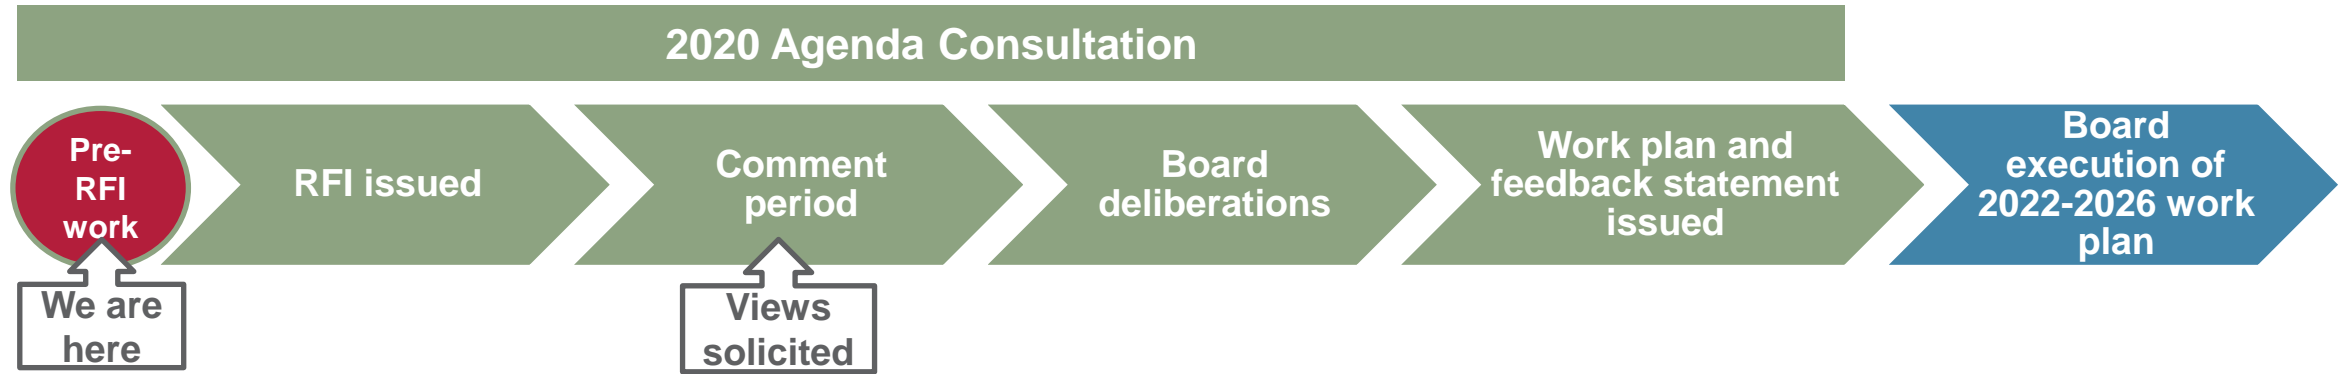 2020 Agenda Consultation
Pre-
RFI
work
RFI issued
Comment
period
Board
deliberations
Work plan and
feedback statement
issued
Board
execution of
2022-2026 work
plan
We are
here
Views
solicited